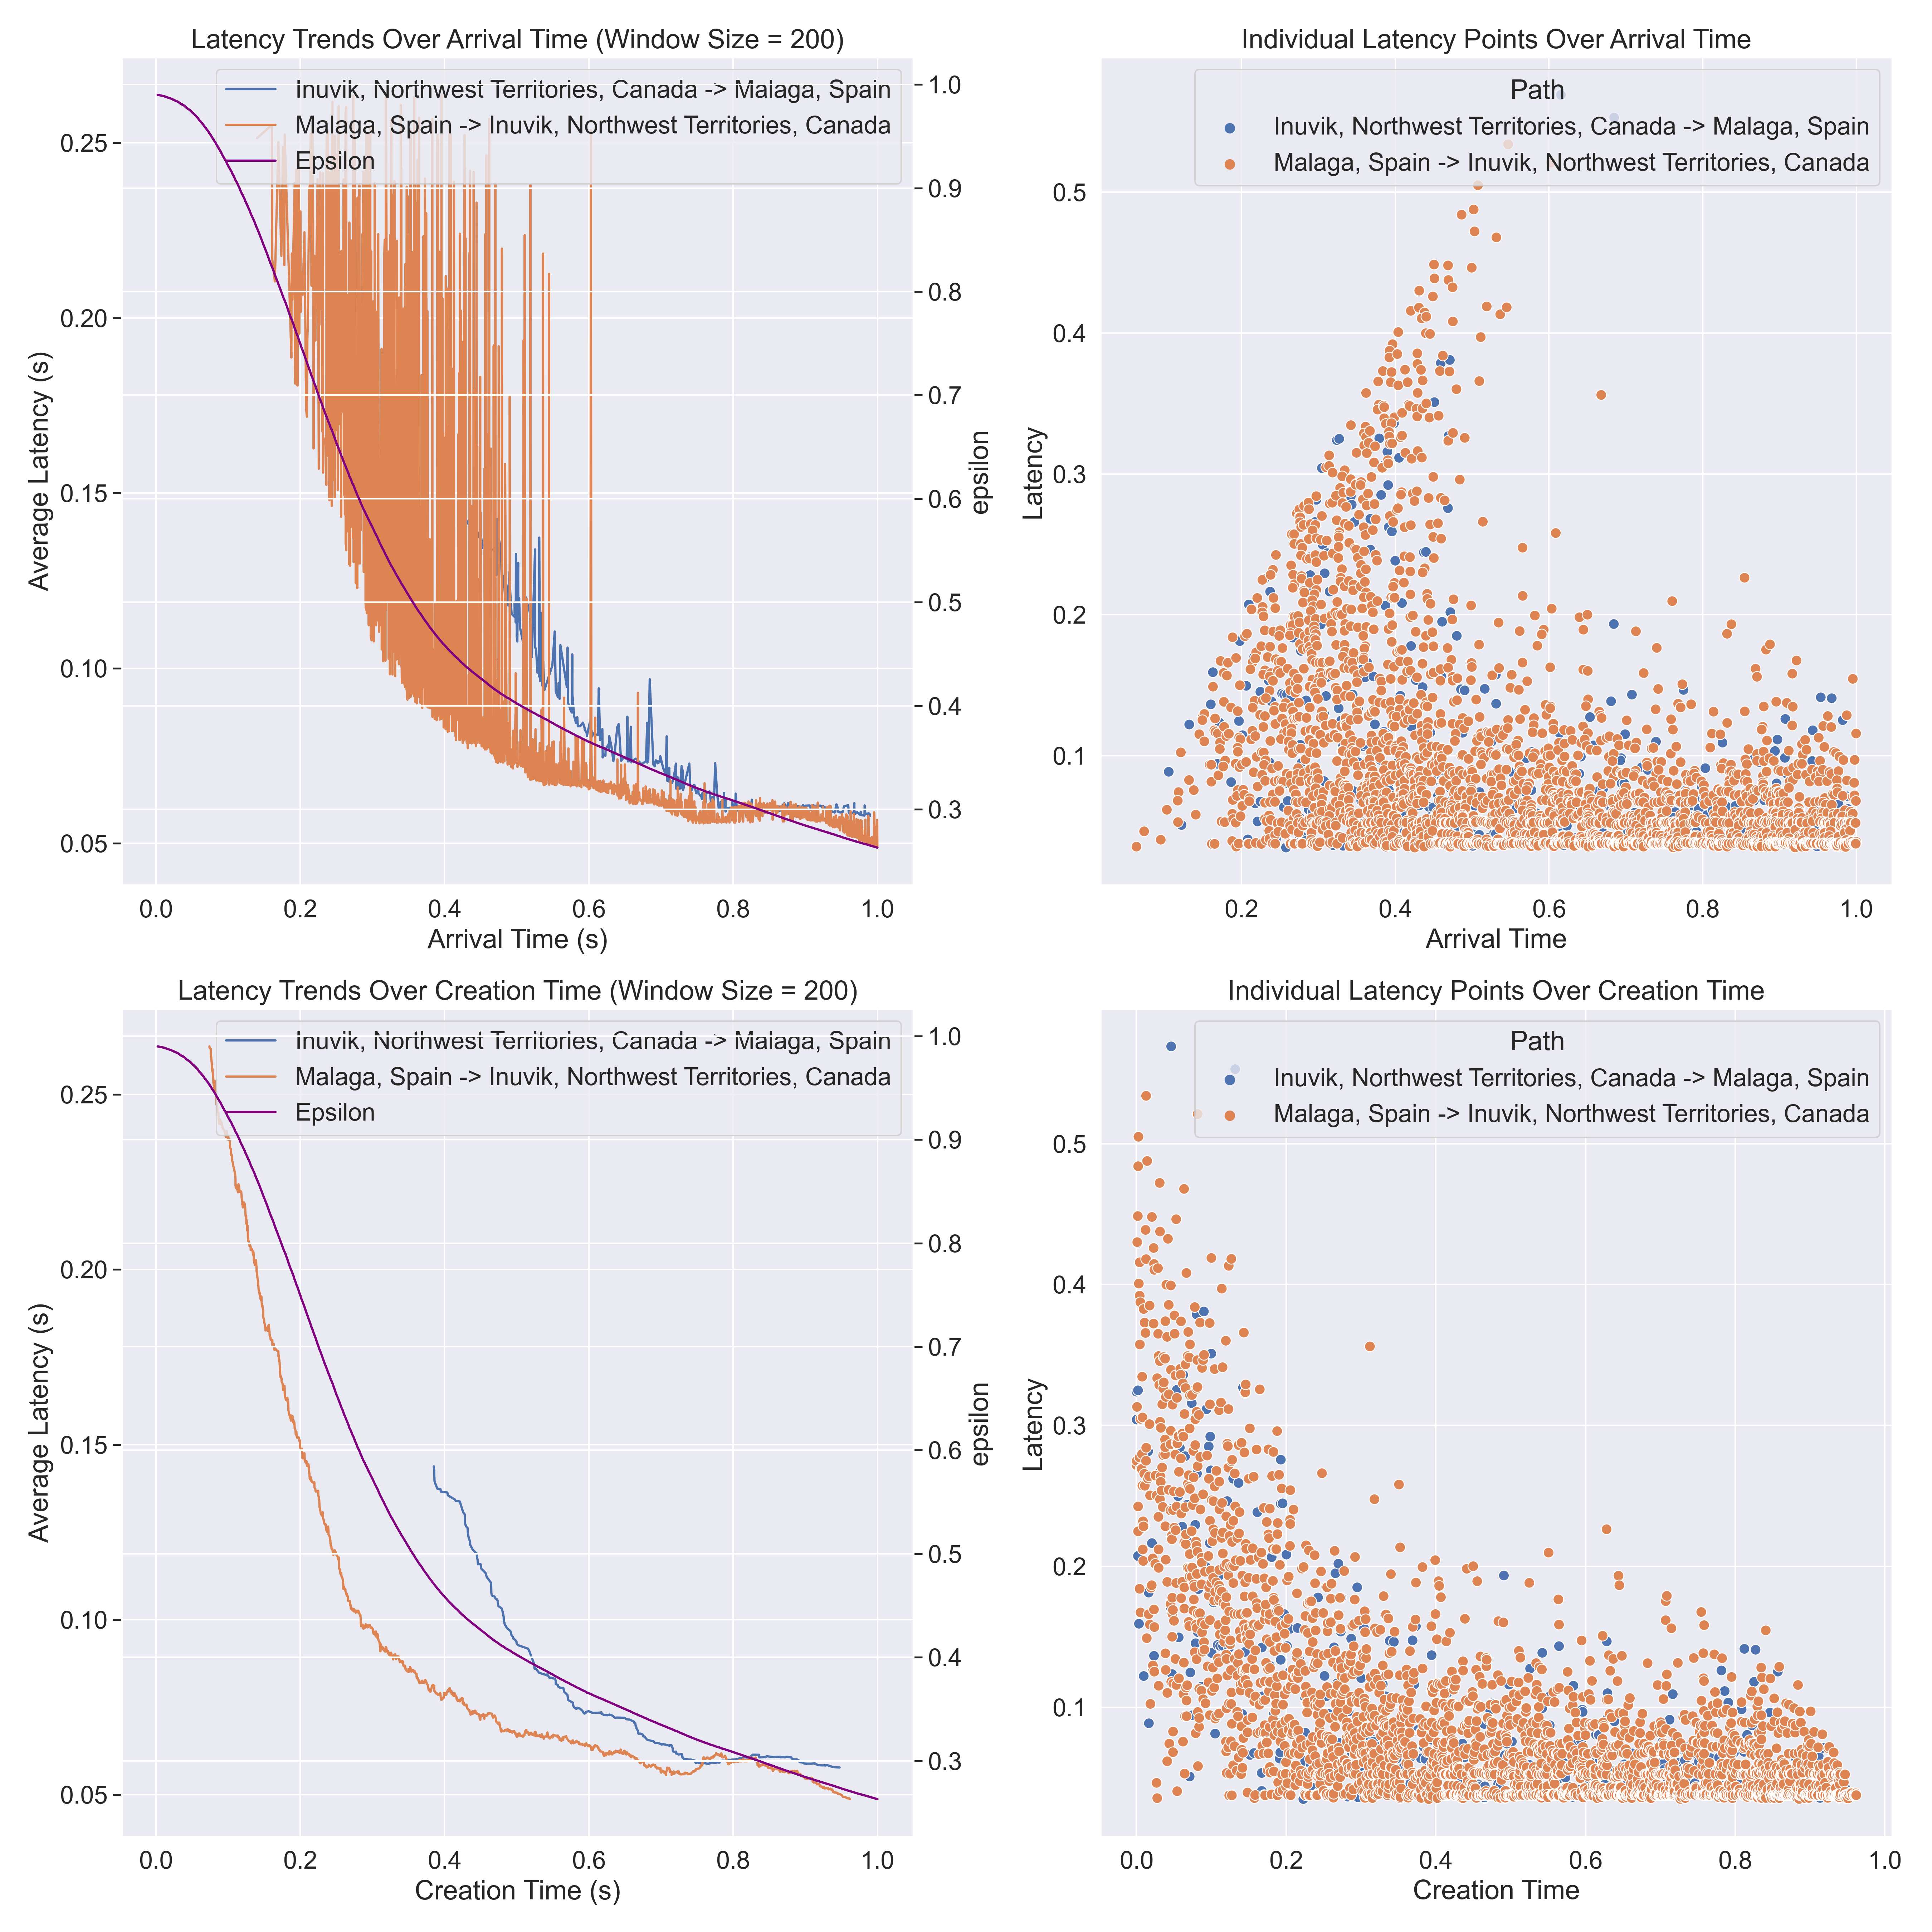 Latency Trends Over Arrival Time (Window Size = 200)
Inuvik, Northwest Territories, Canada -> Malaga, Spain
Malaga, Spain -> Inuvik, Northwest Territories, Canada
Epsilon
Average Latency (s)
0.25
0.20
0.15
0.10
0.05
1.0
0.9
0.8
0.7
0.6
0.5
0.4
0.3
epsilon
0.0 0.2 0.4 0.6 0.8 1.0
Arrival Time (s)
Individual Latency Points Over Arrival Time
Path
Inuvik, Northwest Territories, Canada -> Malaga, Spain
Malaga, Spain -> Inuvik, Northwest Territories, Canada
Latency
0.5
0.4
0.3
0.2
0.1
0.2 0.4 0.6 0.8 1.0
Arrival Time
Latency Trends Over Creation Time (Window Size = 200)
Inuvik, Northwest Territories, Canada -> Malaga, Spain
Malaga, Spain -> Inuvik, Northwest Territories, Canada
Epsilon
Average Latency (s)
0.25
0.20
0.15
0.10
0.05
1.0
0.9
0.8
0.7
0.6
0.5
0.4
0.3
epsilon
0.0 0.2 0.4 0.6 0.8 1.0
Creation Time (s)
Individual Latency Points Over Creation Time
Path
Inuvik, Northwest Territories, Canada -> Malaga, Spain
Malaga, Spain -> Inuvik, Northwest Territories, Canada
Latency
0.5
0.4
0.3
0.2
0.1
0.0 0.2 0.4 0.6 0.8 1.0
Creation Time